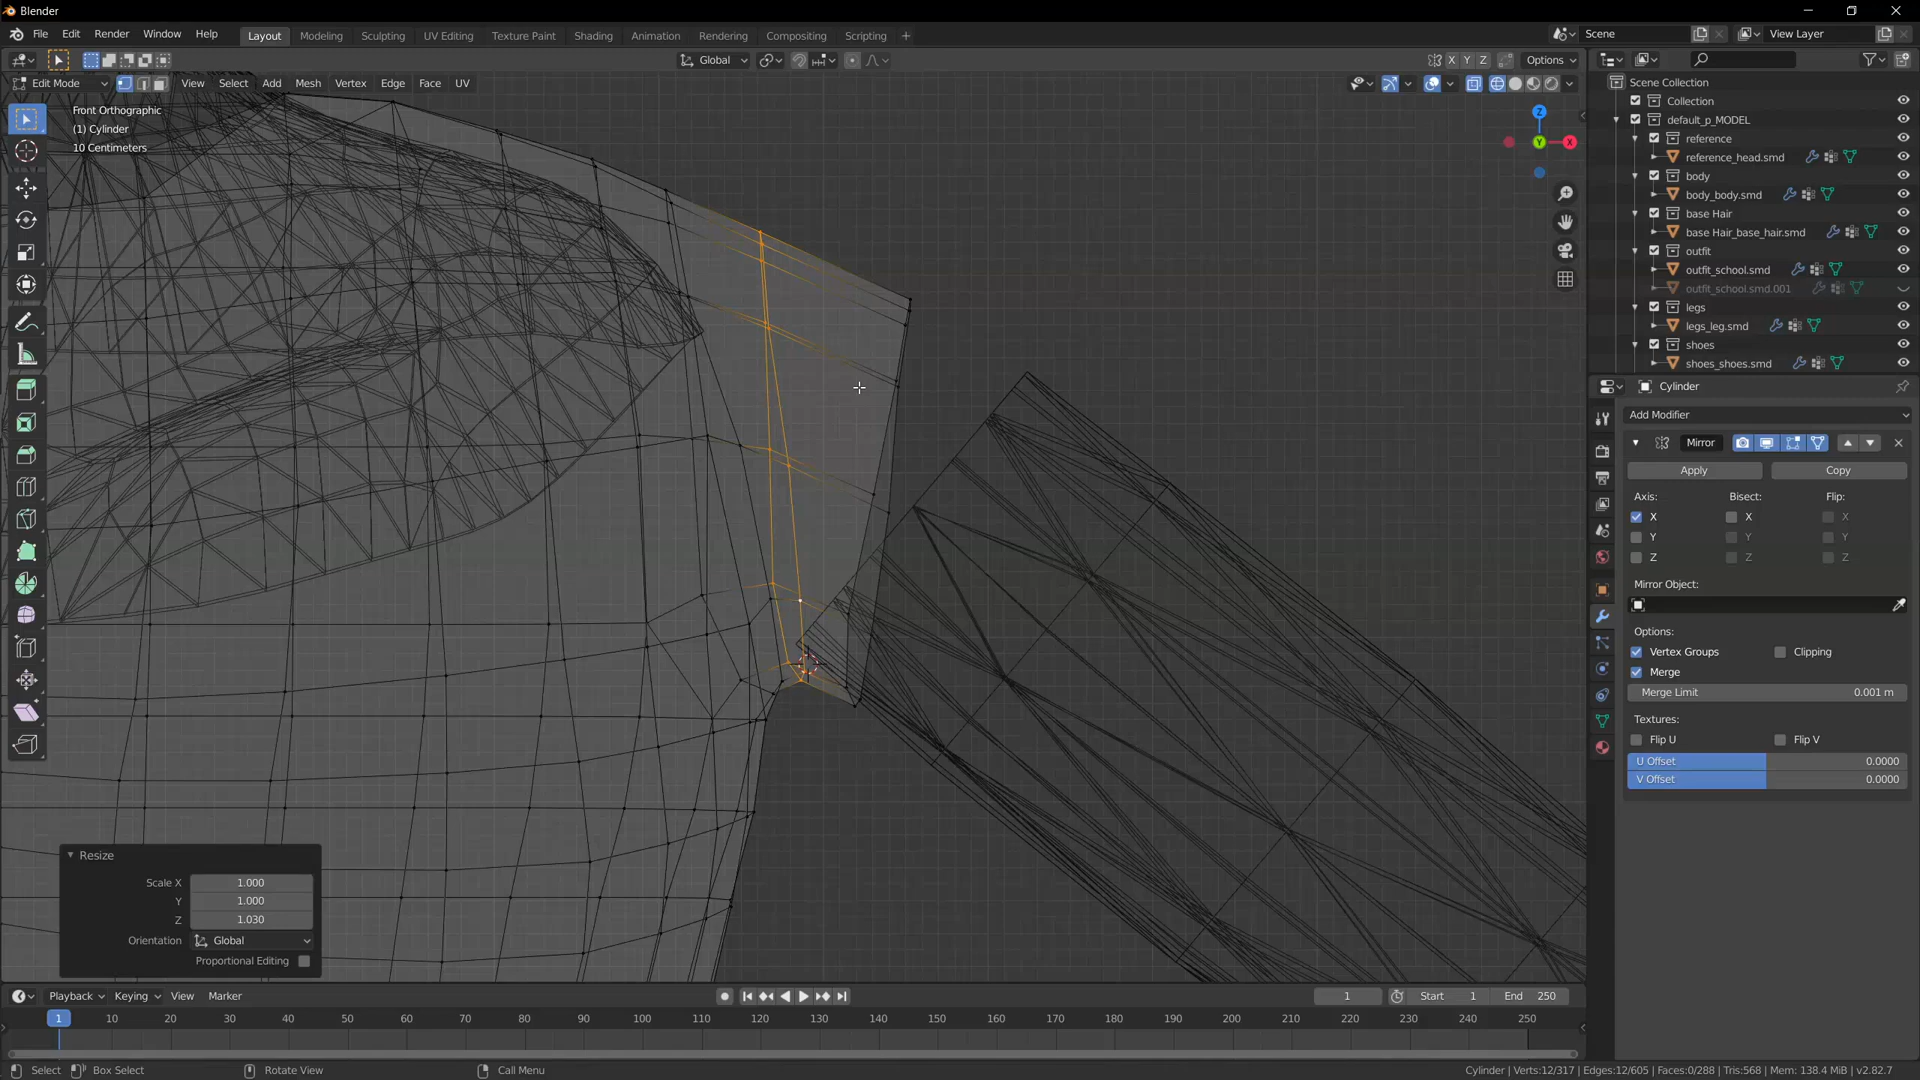 Blender
File Edit Render Window Help Layout Modeling Sculpting UV Editing Texture Paint Shading Animation Rendering Compositing Scripting + Scene View Layer
Global X Y Z Options
Edit Mode View Select Add Mesh Vertex Edge Face UV
Front Orthographic
(1) Cylinder
10 Centimeters
Z
Y
X
Scene Collection
Collection
default_p_MODEL
reference
reference_head.smd
body
body_body.smd
base Hair
base Hair_base_hair.smd
outfit
outfit_school.smd
outfit_school.smd.001
legs
legs_leg.smd
shoes
shoes_shoes.smd
Cylinder
Add Modifier
Mirror
Apply Copy
Axis: Bisect: Flip:
X X X
Y Y Y
Z Z Z
Mirror Object:
Options:
Vertex Groups Clipping
Merge
Merge Limit 0.001 m
Textures:
Flip U Flip V
U Offset 0.0000
V Offset 0.0000
Resize
Scale X 1.000
Y 1.000
Z 1.030
Orientation Global
Proportional Editing
Playback Keying View Marker 1 Start 1 End 250
1 10 20 30 40 50 60 70 80 90 100 110 120 130 140 150 160 170 180 190 200 210 220 230 240 250
Select Box Select Rotate View Call Menu Cylinder | Verts:12/317 | Edges:12/605 | Faces:0/288 | Tris:568 | Mem: 138.4 MiB | v2.82.7